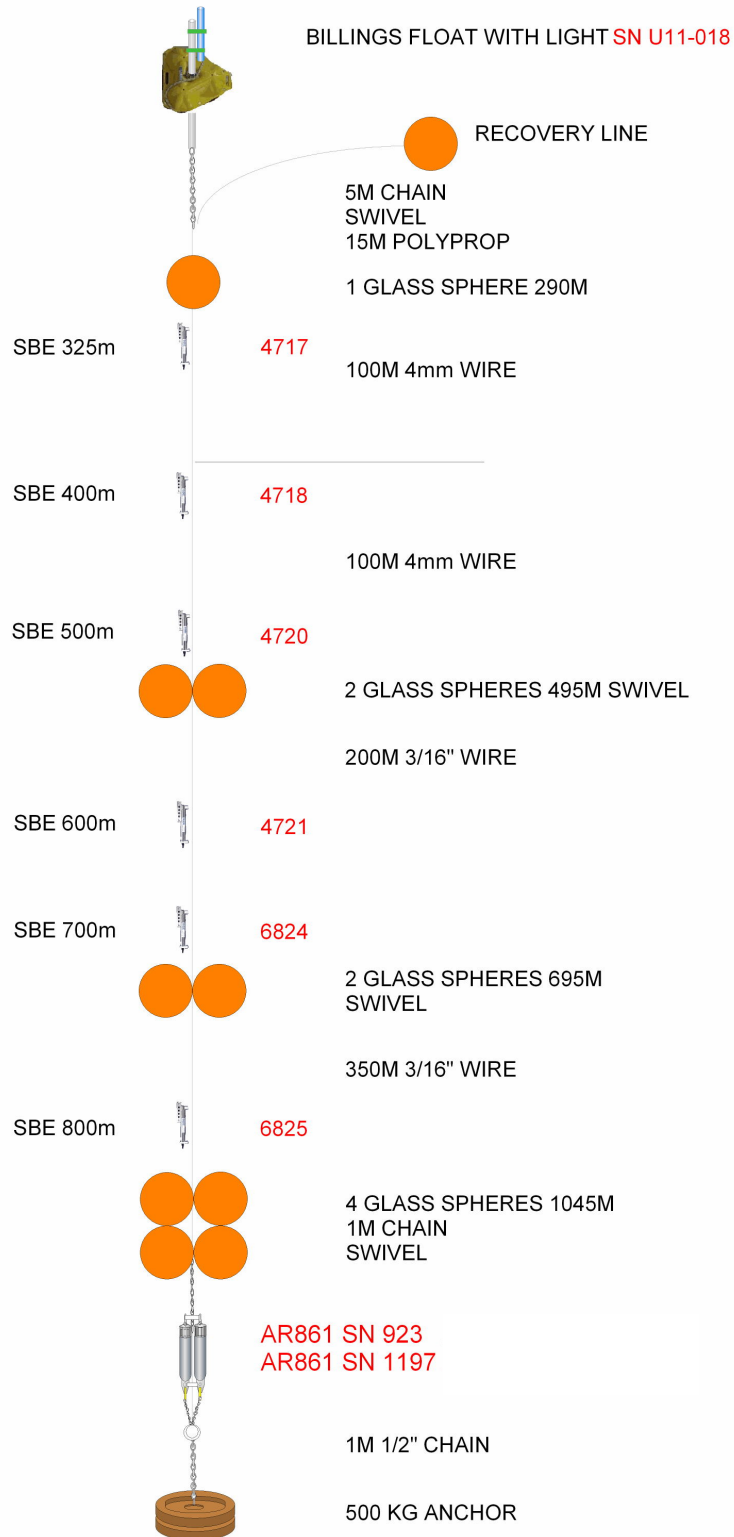 BILLINGS FLOAT WITH LIGHT SN U11-018
RECOVERY LINE
5M CHAIN
SWIVEL
15M POLYPROP
1 GLASS SPHERE 290M
SBE 325m 4717
100M 4mm WIRE
SBE 400m 4718
100M 4mm WIRE
SBE 500m 4720
2 GLASS SPHERES 495M SWIVEL
200M 3/16" WIRE
SBE 600m 4721
SBE 700m 6824
2 GLASS SPHERES 695M
SWIVEL
350M 3/16" WIRE
SBE 800m 6825
4 GLASS SPHERES 1045M
1M CHAIN
SWIVEL
AR861 SN 923
AR861 SN 1197
1M 1/2" CHAIN
500 KG ANCHOR